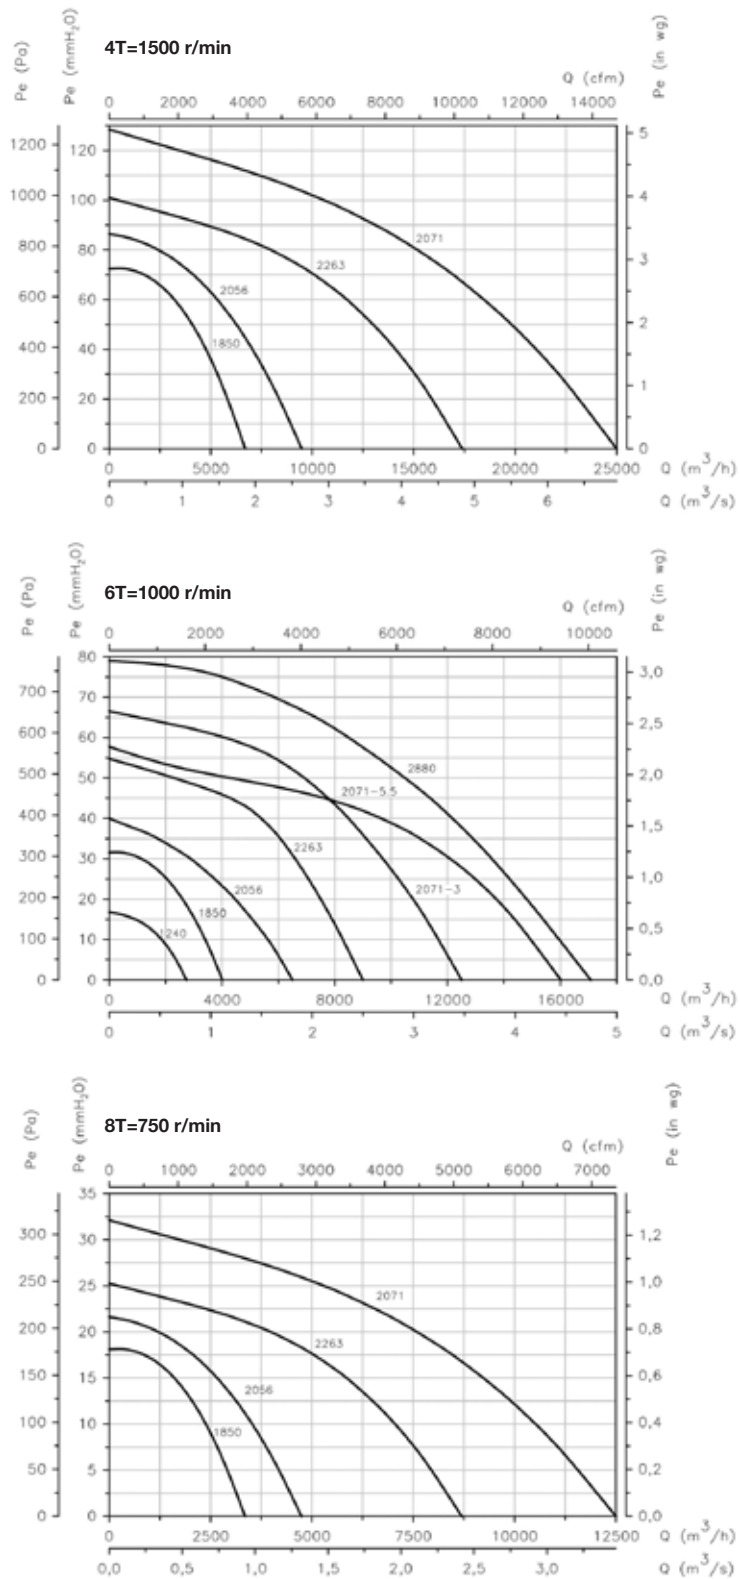 4T=1500 r/min
Q (cfm)
Pe (Pa)
Pe (mmH₂O)
Pe (in wg)
0 2000 4000 6000 8000 10000 12000 14000
1200 1000 800 600 400 200 0
120 100 80 60 40 20 0
5 4 3 2 1 0
2071
2263
2056
1850
0 5000 10000 15000 20000 25000 Q (m³/h)
0 1 2 3 4 5 6 Q (m³/s)
6T=1000 r/min
Q (cfm)
Pe (Pa)
Pe (mmH₂O)
Pe (in wg)
0 2000 4000 6000 8000 10000
700 600 500 400 300 200 100 0
80 70 60 50 40 30 20 10 0
3,0 2,5 2,0 1,5 1,0 0,5 0,0
2880
2071-5.5
2263
2071-3
2056
1850
1240
0 4000 8000 12000 16000 Q (m³/h)
0 1 2 3 4 5 Q (m³/s)
8T=750 r/min
Q (cfm)
Pe (Pa)
Pe (mmH₂O)
Pe (in wg)
0 1000 2000 3000 4000 5000 6000 7000
300 250 200 150 100 50 0
35 30 25 20 15 10 5 0
1,2 1,0 0,8 0,6 0,4 0,2 0,0
2071
2263
2056
1850
0 2500 5000 7500 10000 12500 Q (m³/h)
0,0 0,5 1,0 1,5 2,0 2,5 3,0 Q (m³/s)